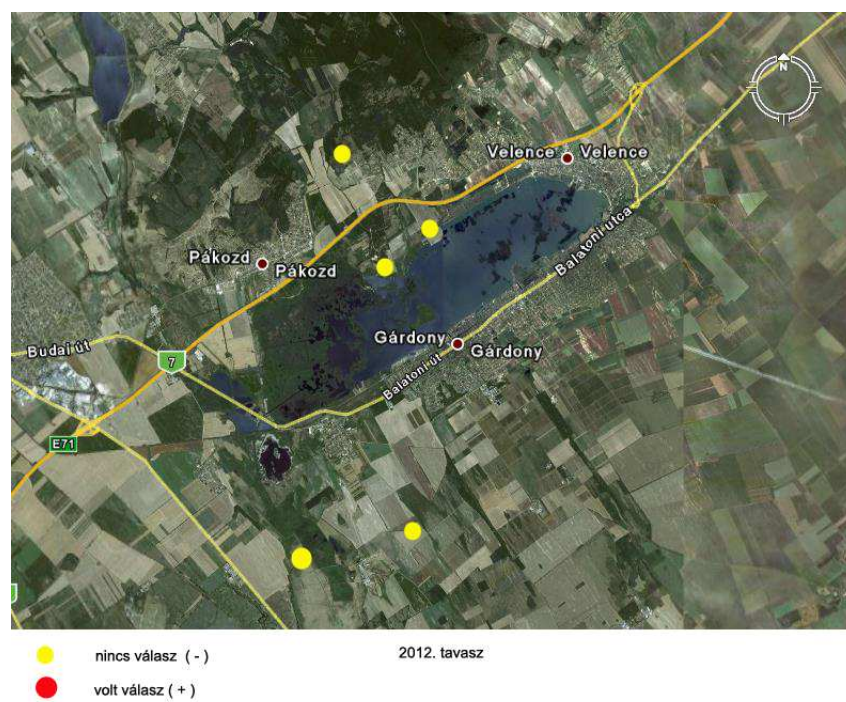 N
Velence
Velence
Pákozd
Pákozd
Balatoni utca
Gárdony
Gárdony
Budai út
7
Balatoni út
E71
nincs válasz ( - )
2012. tavasz
volt válasz ( + )